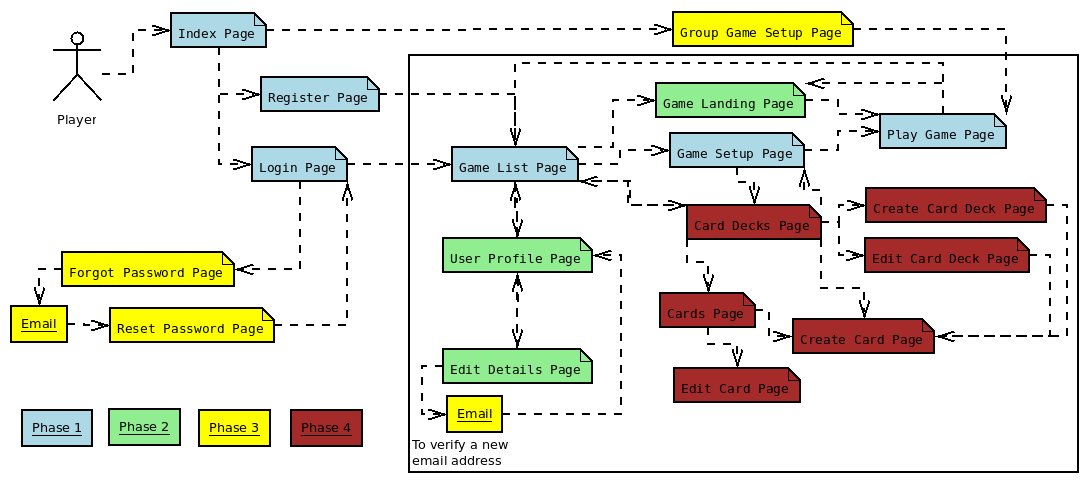 Index Page
Group Game Setup Page
Player
Register Page
Game Landing Page
Play Game Page
Login Page
Game List Page
Game Setup Page
Card Decks Page
Create Card Deck Page
Forgot Password Page
User Profile Page
Edit Card Deck Page
Email
Reset Password Page
Cards Page
Create Card Page
Edit Details Page
Edit Card Page
Email
To verify a new
email address
Phase 1
Phase 2
Phase 3
Phase 4